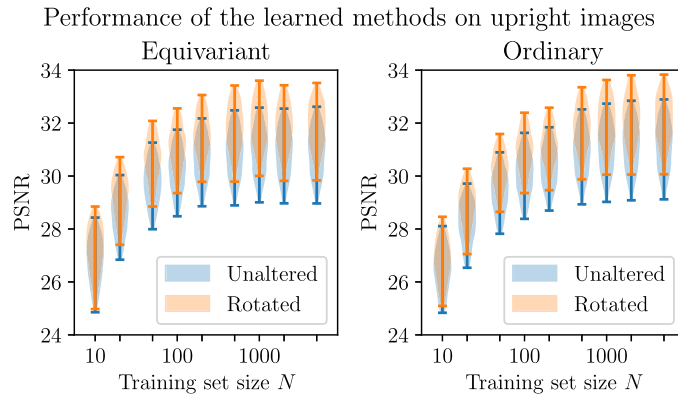 Performance of the learned methods on upright images
Equivariant
34
32
30
28
26
24
PSNR
Unaltered
Rotated
10
100
1000
Training set size N
Ordinary
34
32
30
28
26
24
PSNR
Unaltered
Rotated
10
100
1000
Training set size N